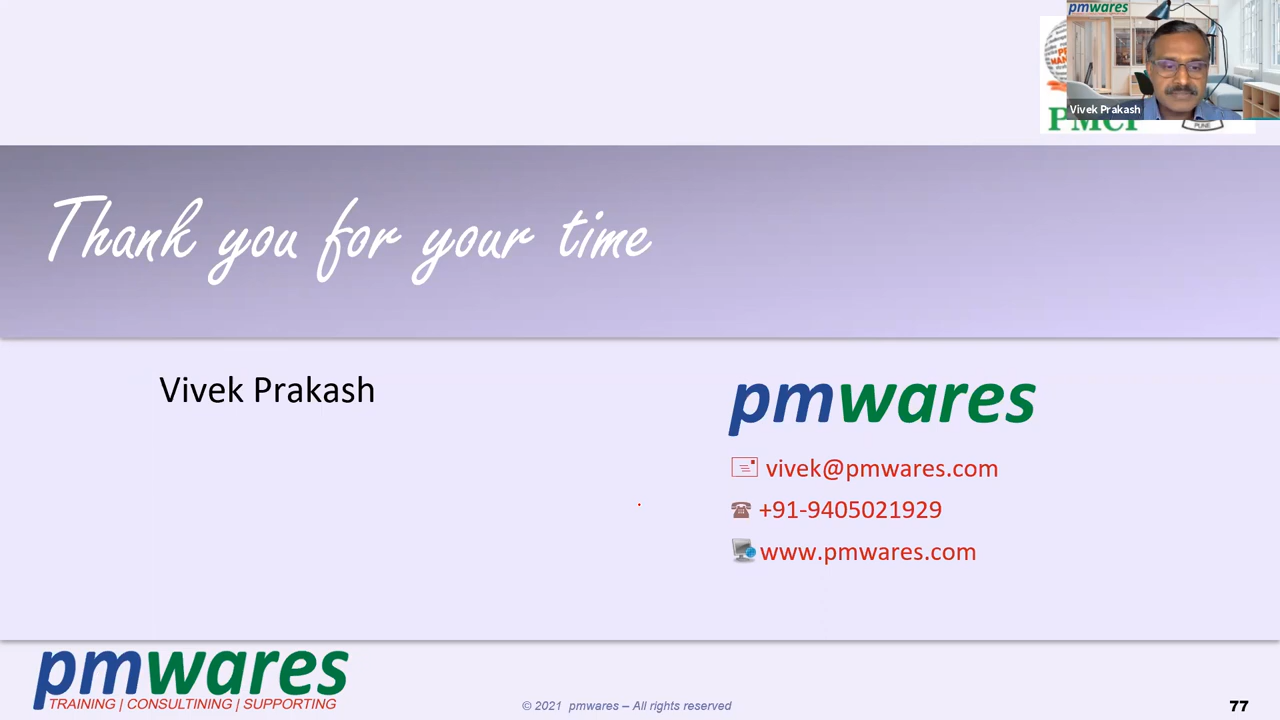 pmwares
Vivek Prakash
PUNE
Thank you for your time
Vivek Prakash
pmwares
vivek@pmwares.com
+91-9405021929
www.pmwares.com
pmwares
TRAINING | CONSULTINING | SUPPORTING
© 2021 pmwares – All rights reserved
77